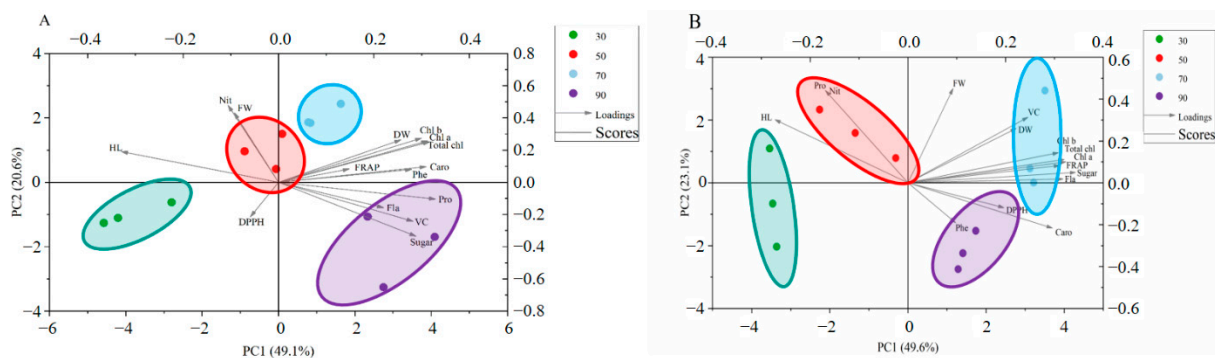 A
−0.4 −0.2 0.0 0.2 0.4
4
2
0
−2
−4
0.8
0.6
0.4
0.2
0.0
−0.2
−0.4
−0.6
−0.8
−6 −4 −2 0 2 4 6
PC1 (49.1%)
PC2 (20.6%)
Nit
FW
HL
DPPH
DW
Chl b
Chl a
Total chl
FRAP
Caro
Phe
Pro
Fla
VC
Sugar
30
50
70
90
Loadings
Scores
B
−0.4 −0.2 0.0 0.2 0.4
4
2
0
−2
−4
0.6
0.4
0.2
0.0
−0.2
−0.4
−0.6
−4 −2 0 2 4
PC1 (49.6%)
Pro Nit
HL
FW
VC
DW
Chl b
Total chl
Chl a
FRAP
Sugar
Fla
DPPH
Phe
Caro
30
50
70
90
Loadings
Scores